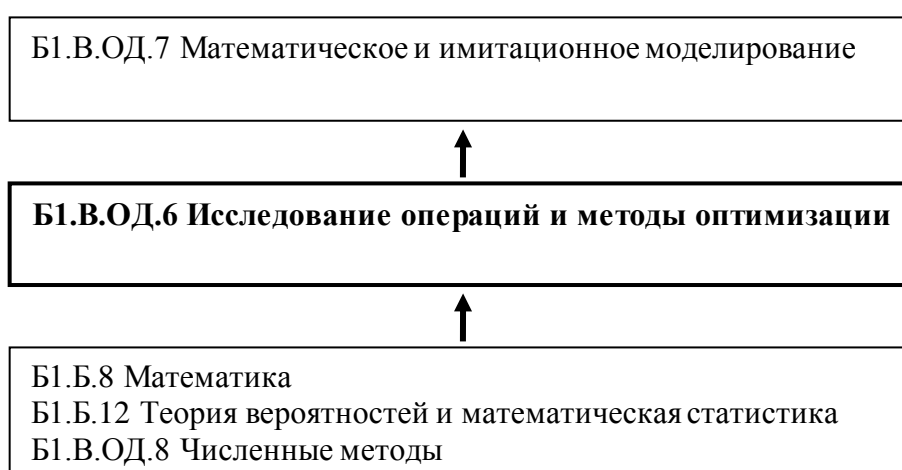 Б1.В.ОД.7 Математическое и имитационное моделирование
Б1.В.ОД.6 Исследование операций и методы оптимизации
Б1.Б.8 Математика
Б1.Б.12 Теория вероятностей и математическая статистика
Б1.В.ОД.8 Численные методы